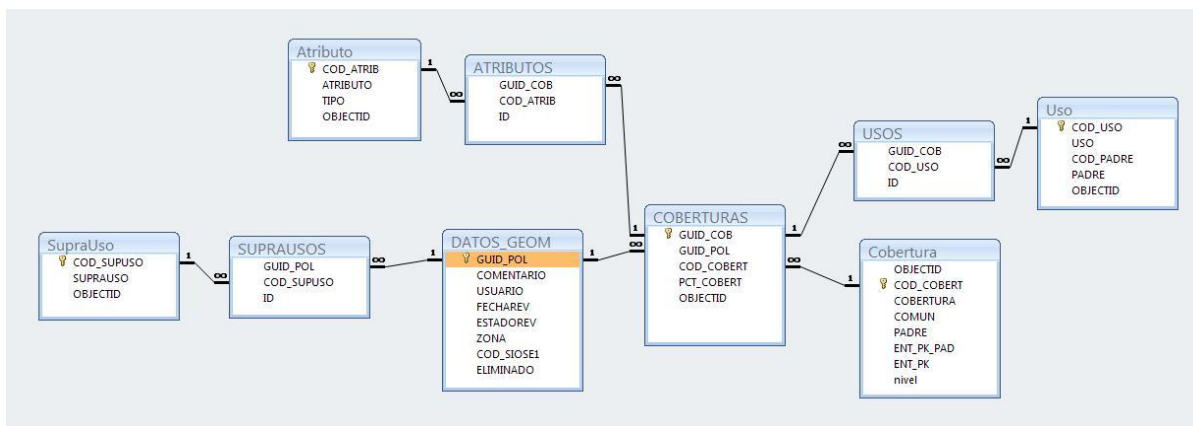 Atributo
COD_ATRIB
ATRIBUTO
TIPO
OBJECTID
1
∞
ATRIBUTOS
GUID_COB
COD_ATRIB
ID
∞
1
USOS
GUID_COB
COD_USO
ID
∞
1
∞
1
Uso
COD_USO
USO
COD_PADRE
PADRE
OBJECTID
SupraUso
COD_SUPUSO
SUPRAUSO
OBJECTID
1
∞
SUPRAUSOS
GUID_POL
COD_SUPUSO
ID
∞
1
DATOS_GEOM
GUID_POL
COMENTARIO
USUARIO
FECHAREV
ESTADOREV
ZONA
COD_SIOSE1
ELIMINADO
1
∞
COBERTURAS
GUID_COB
GUID_POL
COD_COBERT
PCT_COBERT
OBJECTID
∞
1
Cobertura
OBJECTID
COD_COBERT
COBERTURA
COMUN
PADRE
ENT_PK_PAD
ENT_PK
nivel